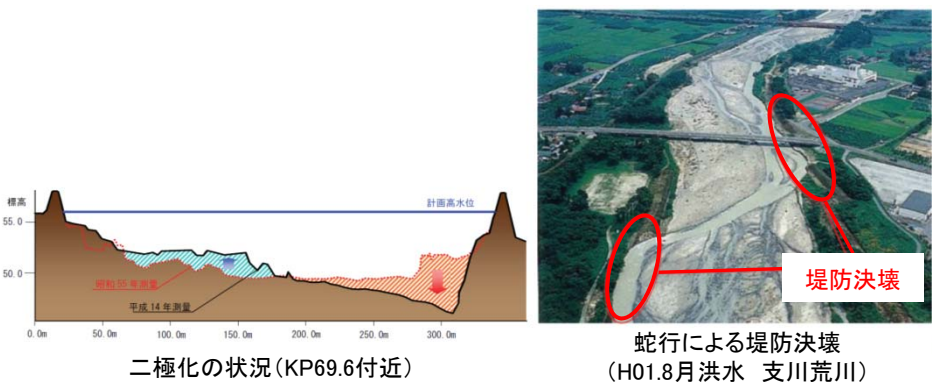 標高
計画高水位
55.0
50.0
昭和55年測量
平成14年測量
0.0m
50.0m
100.0m
150.0m
200.0m
250.0m
300.0m
二極化の状況(KP69.6付近)
堤防決壊
蛇行による堤防決壊
(H01.8月洪水 支川荒川)